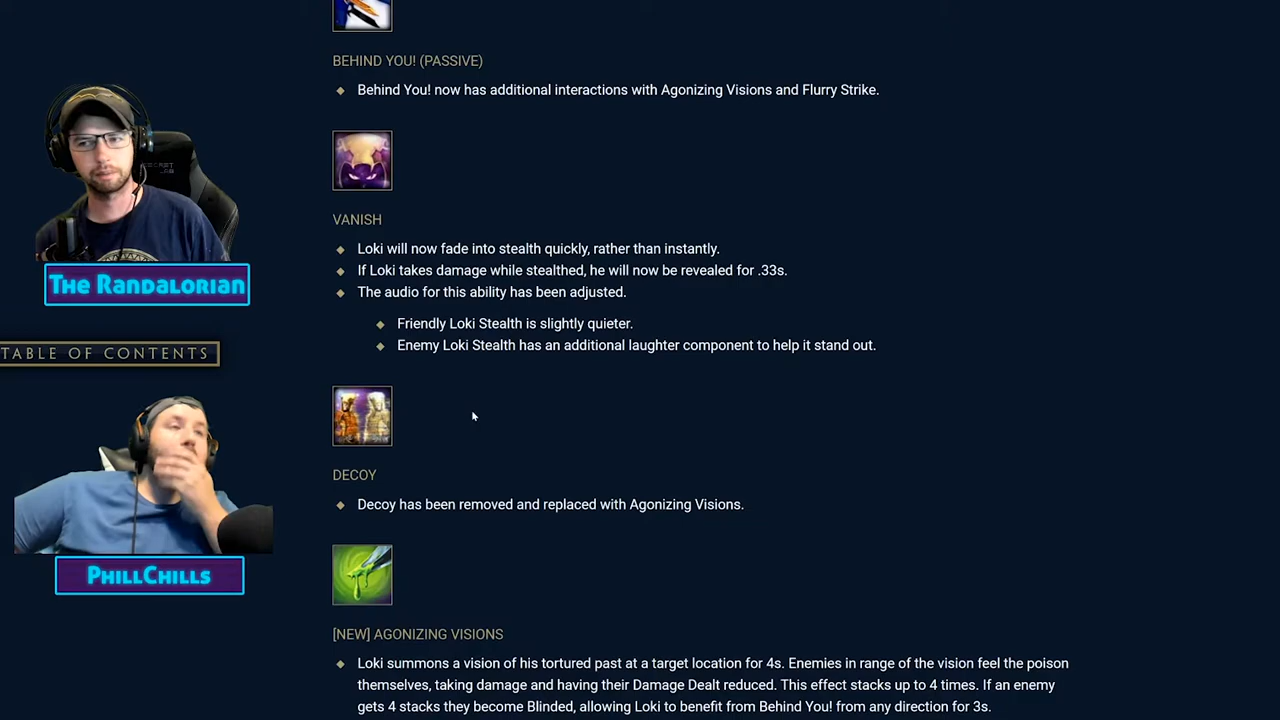 BEHIND YOU! (PASSIVE)
Behind You! now has additional interactions with Agonizing Visions and Flurry Strike.
VANISH
Loki will now fade into stealth quickly, rather than instantly.
If Loki takes damage while stealthed, he will now be revealed for .33s.
The audio for this ability has been adjusted.
Friendly Loki Stealth is slightly quieter.
Enemy Loki Stealth has an additional laughter component to help it stand out.
DECOY
Decoy has been removed and replaced with Agonizing Visions.
[NEW] AGONIZING VISIONS
Loki summons a vision of his tortured past at a target location for 4s. Enemies in range of the vision feel the poison
themselves, taking damage and having their Damage Dealt reduced. This effect stacks up to 4 times. If an enemy
gets 4 stacks they become Blinded, allowing Loki to benefit from Behind You! from any direction for 3s.
The Randalorian
TABLE OF CONTENTS
PhillChills